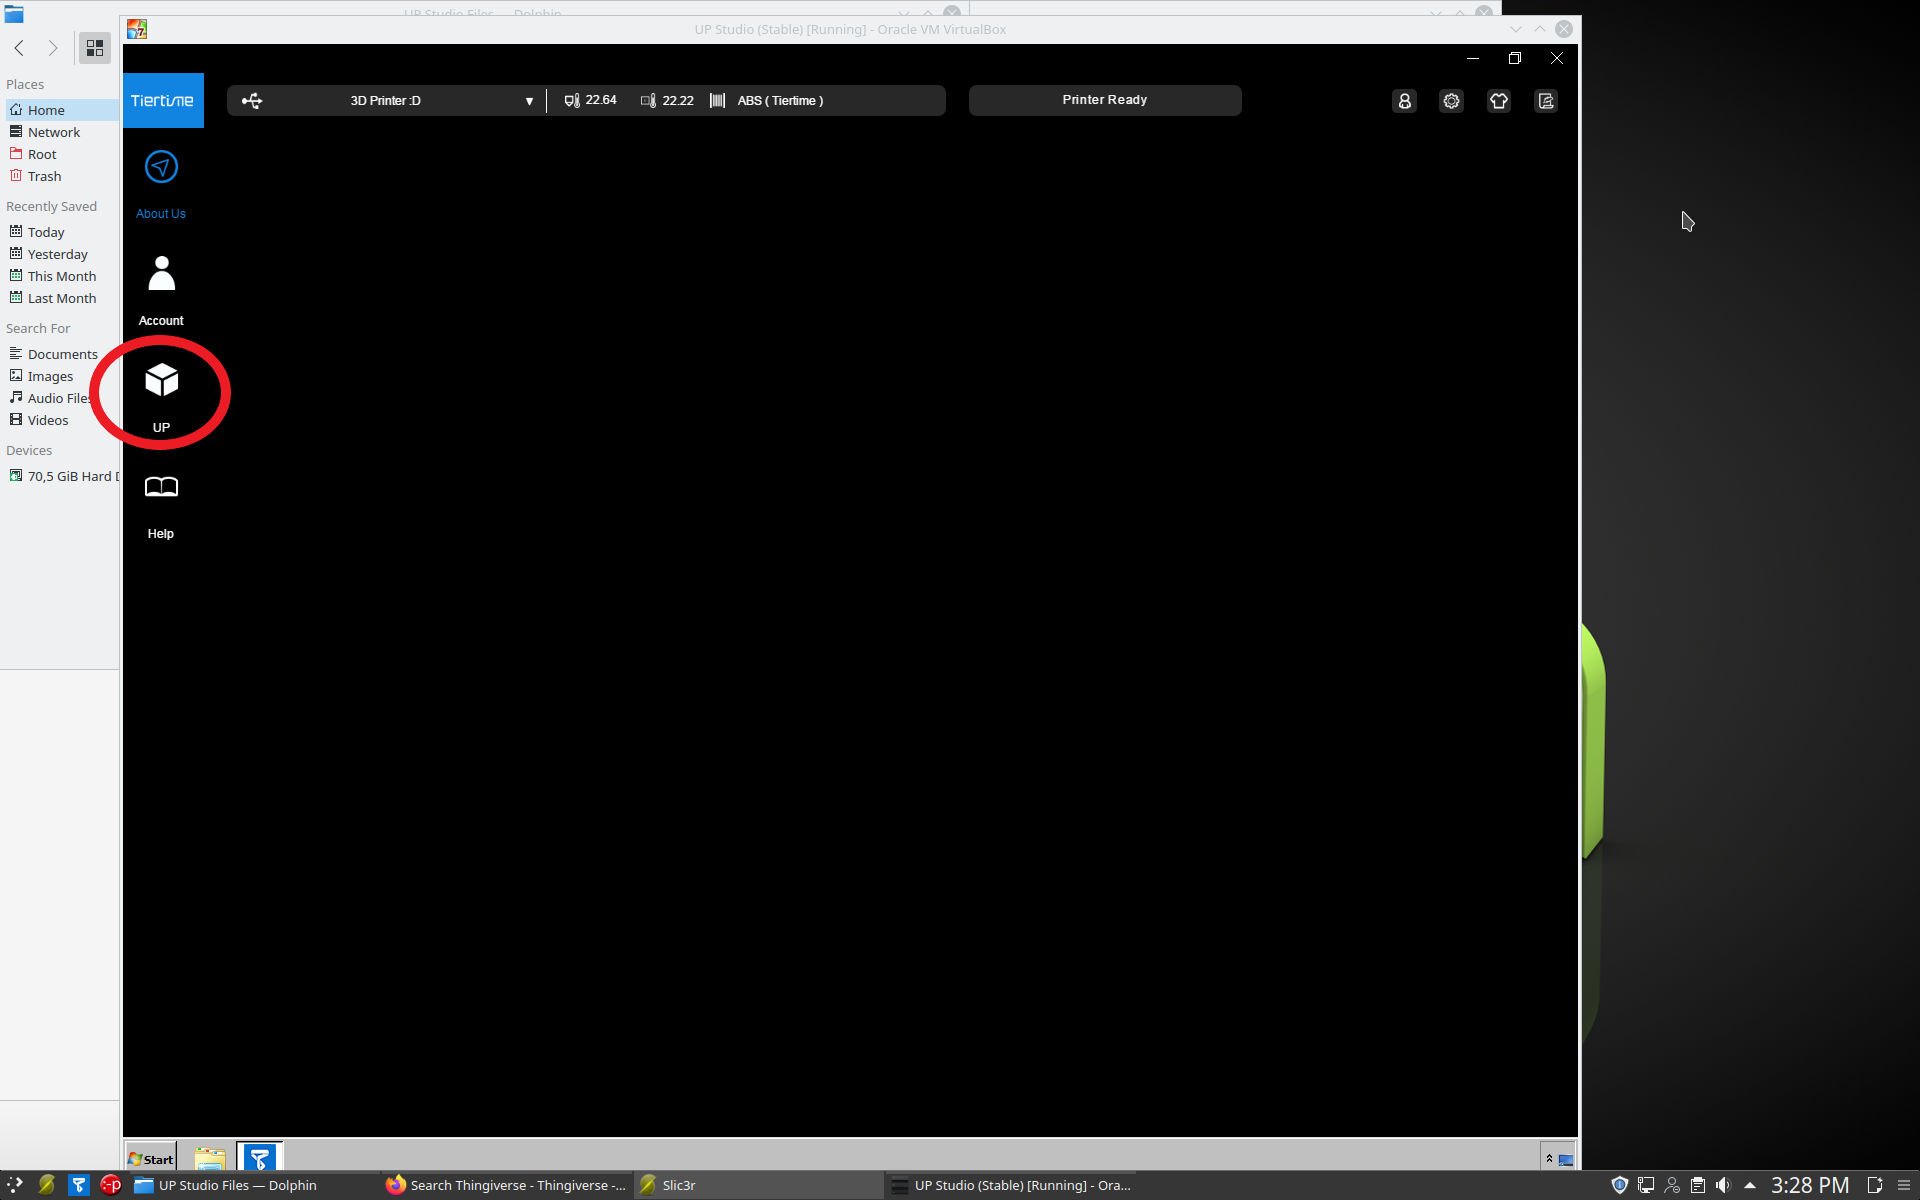 UP Studio Files — Dolphin
UP Studio (Stable) [Running] - Oracle VM VirtualBox
Places
Home
Network
Root
Trash
Recently Saved
Today
Yesterday
This Month
Last Month
Search For
Documents
Images
Audio Files
Videos
Devices
70,5 GiB Hard D
Tiertime
3D Printer :D
22.64
22.22
ABS ( Tiertime )
Printer Ready
About Us
Account
UP
Help
Start
UP Studio Files — Dolphin
Search Thingiverse - Thingiverse -...
Slic3r
UP Studio (Stable) [Running] - Ora...
3:28 PM